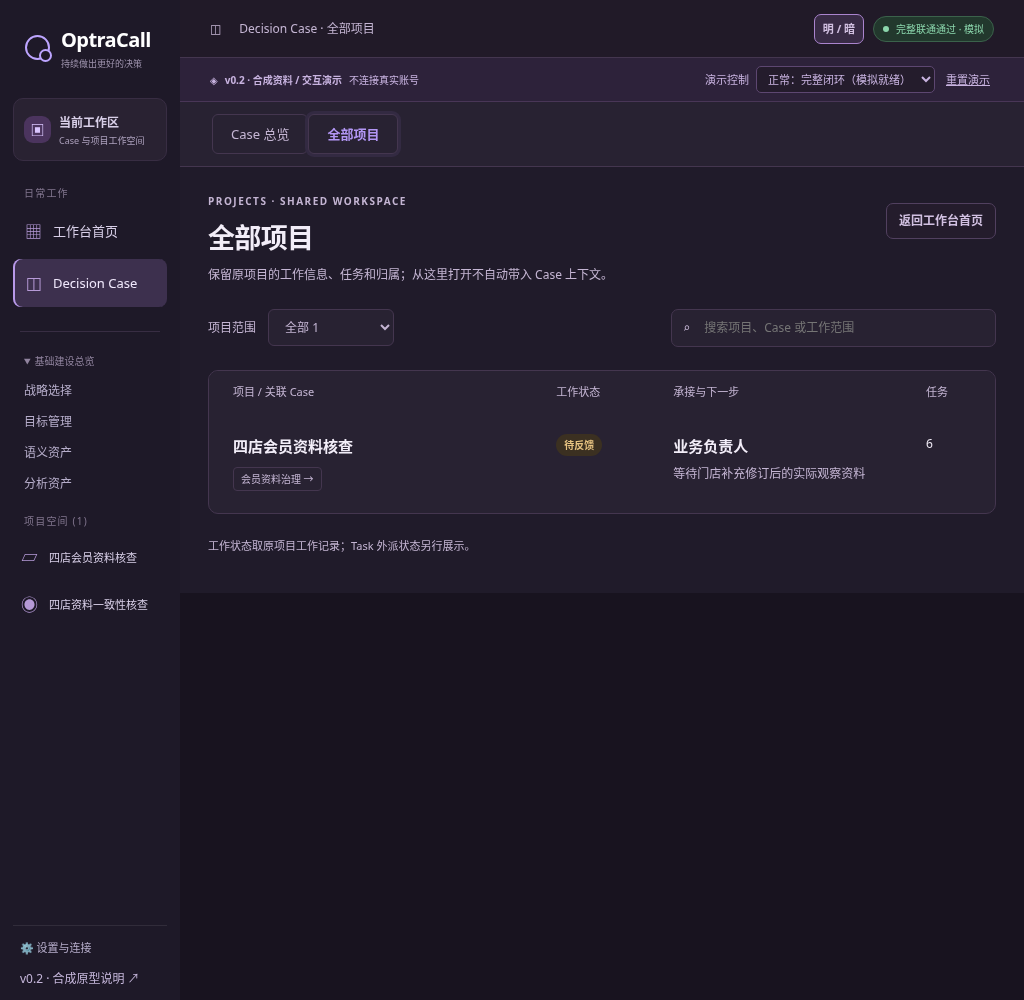 OptraCall
持续做出更好的决策
当前工作区
Case 与项目工作空间
日常工作
工作台首页
Decision Case
▼ 基础建设总览
战略选择
目标管理
语义资产
分析资产
项目空间 (1)
四店会员资料核查
四店资料一致性核查
⚙️ 设置与连接
v0.2 · 合成原型说明 ↗
Decision Case · 全部项目
明 / 暗
完整联通通过 · 模拟
◈ v0.2 · 合成资料 / 交互演示 不连接真实账号
演示控制 正常：完整闭环（模拟就绪） 重置演示
Case 总览
全部项目
PROJECTS · SHARED WORKSPACE
全部项目
保留原项目的工作信息、任务和归属；从这里打开不自动带入 Case 上下文。
返回工作台首页
项目范围 全部 1
搜索项目、Case 或工作范围
项目 / 关联 Case 工作状态 承接与下一步 任务
四店会员资料核查 待反馈 业务负责人 6
会员资料治理 → 等待门店补充修订后的实际观察资料
工作状态取原项目工作记录；Task 外派状态另行展示。